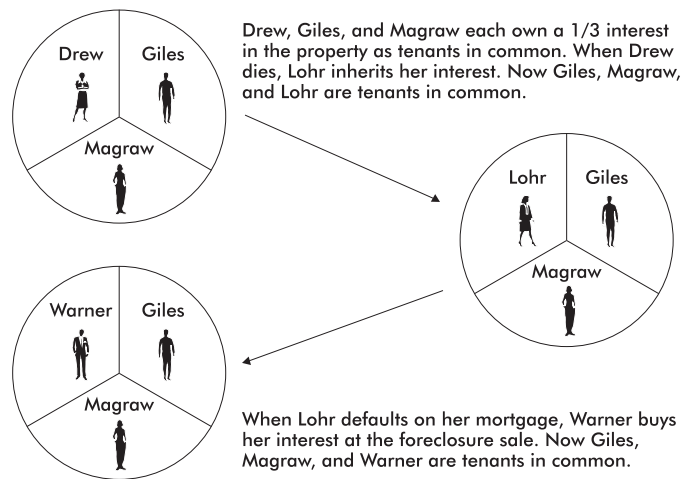 Drew Giles
Magraw
Drew, Giles, and Magraw each own a 1/3 interest
in the property as tenants in common. When Drew
dies, Lohr inherits her interest. Now Giles, Magraw,
and Lohr are tenants in common.
Lohr Giles
Magraw
Warner Giles
Magraw
When Lohr defaults on her mortgage, Warner buys
her interest at the foreclosure sale. Now Giles,
Magraw, and Warner are tenants in common.